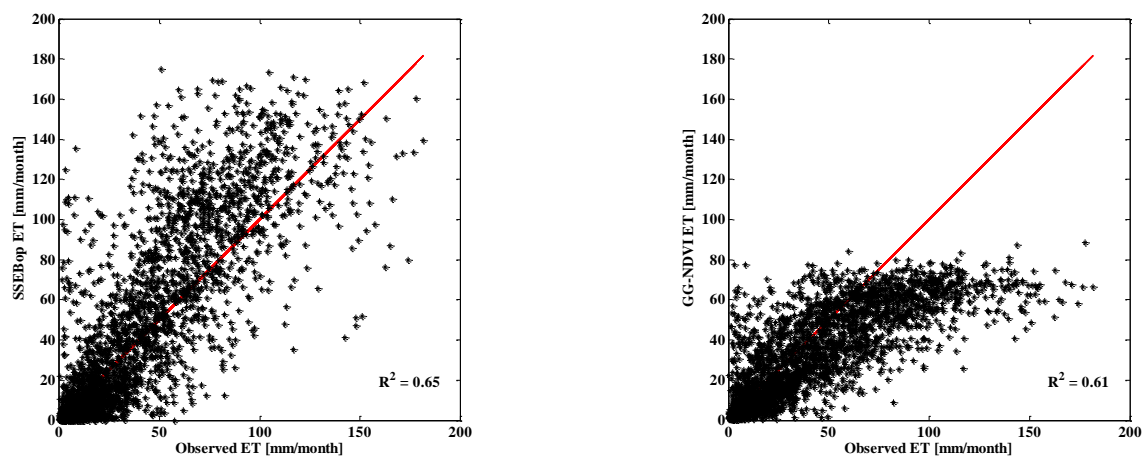 200
180
160
140
120
100
80
60
40
20
0
SSEBop ET [mm/month]
R² = 0.65
0 50 100 150 200
Observed ET [mm/month]
200
180
160
140
120
100
80
60
40
20
0
GG-NDVI ET [mm/month]
R² = 0.61
0 50 100 150 200
Observed ET [mm/month]